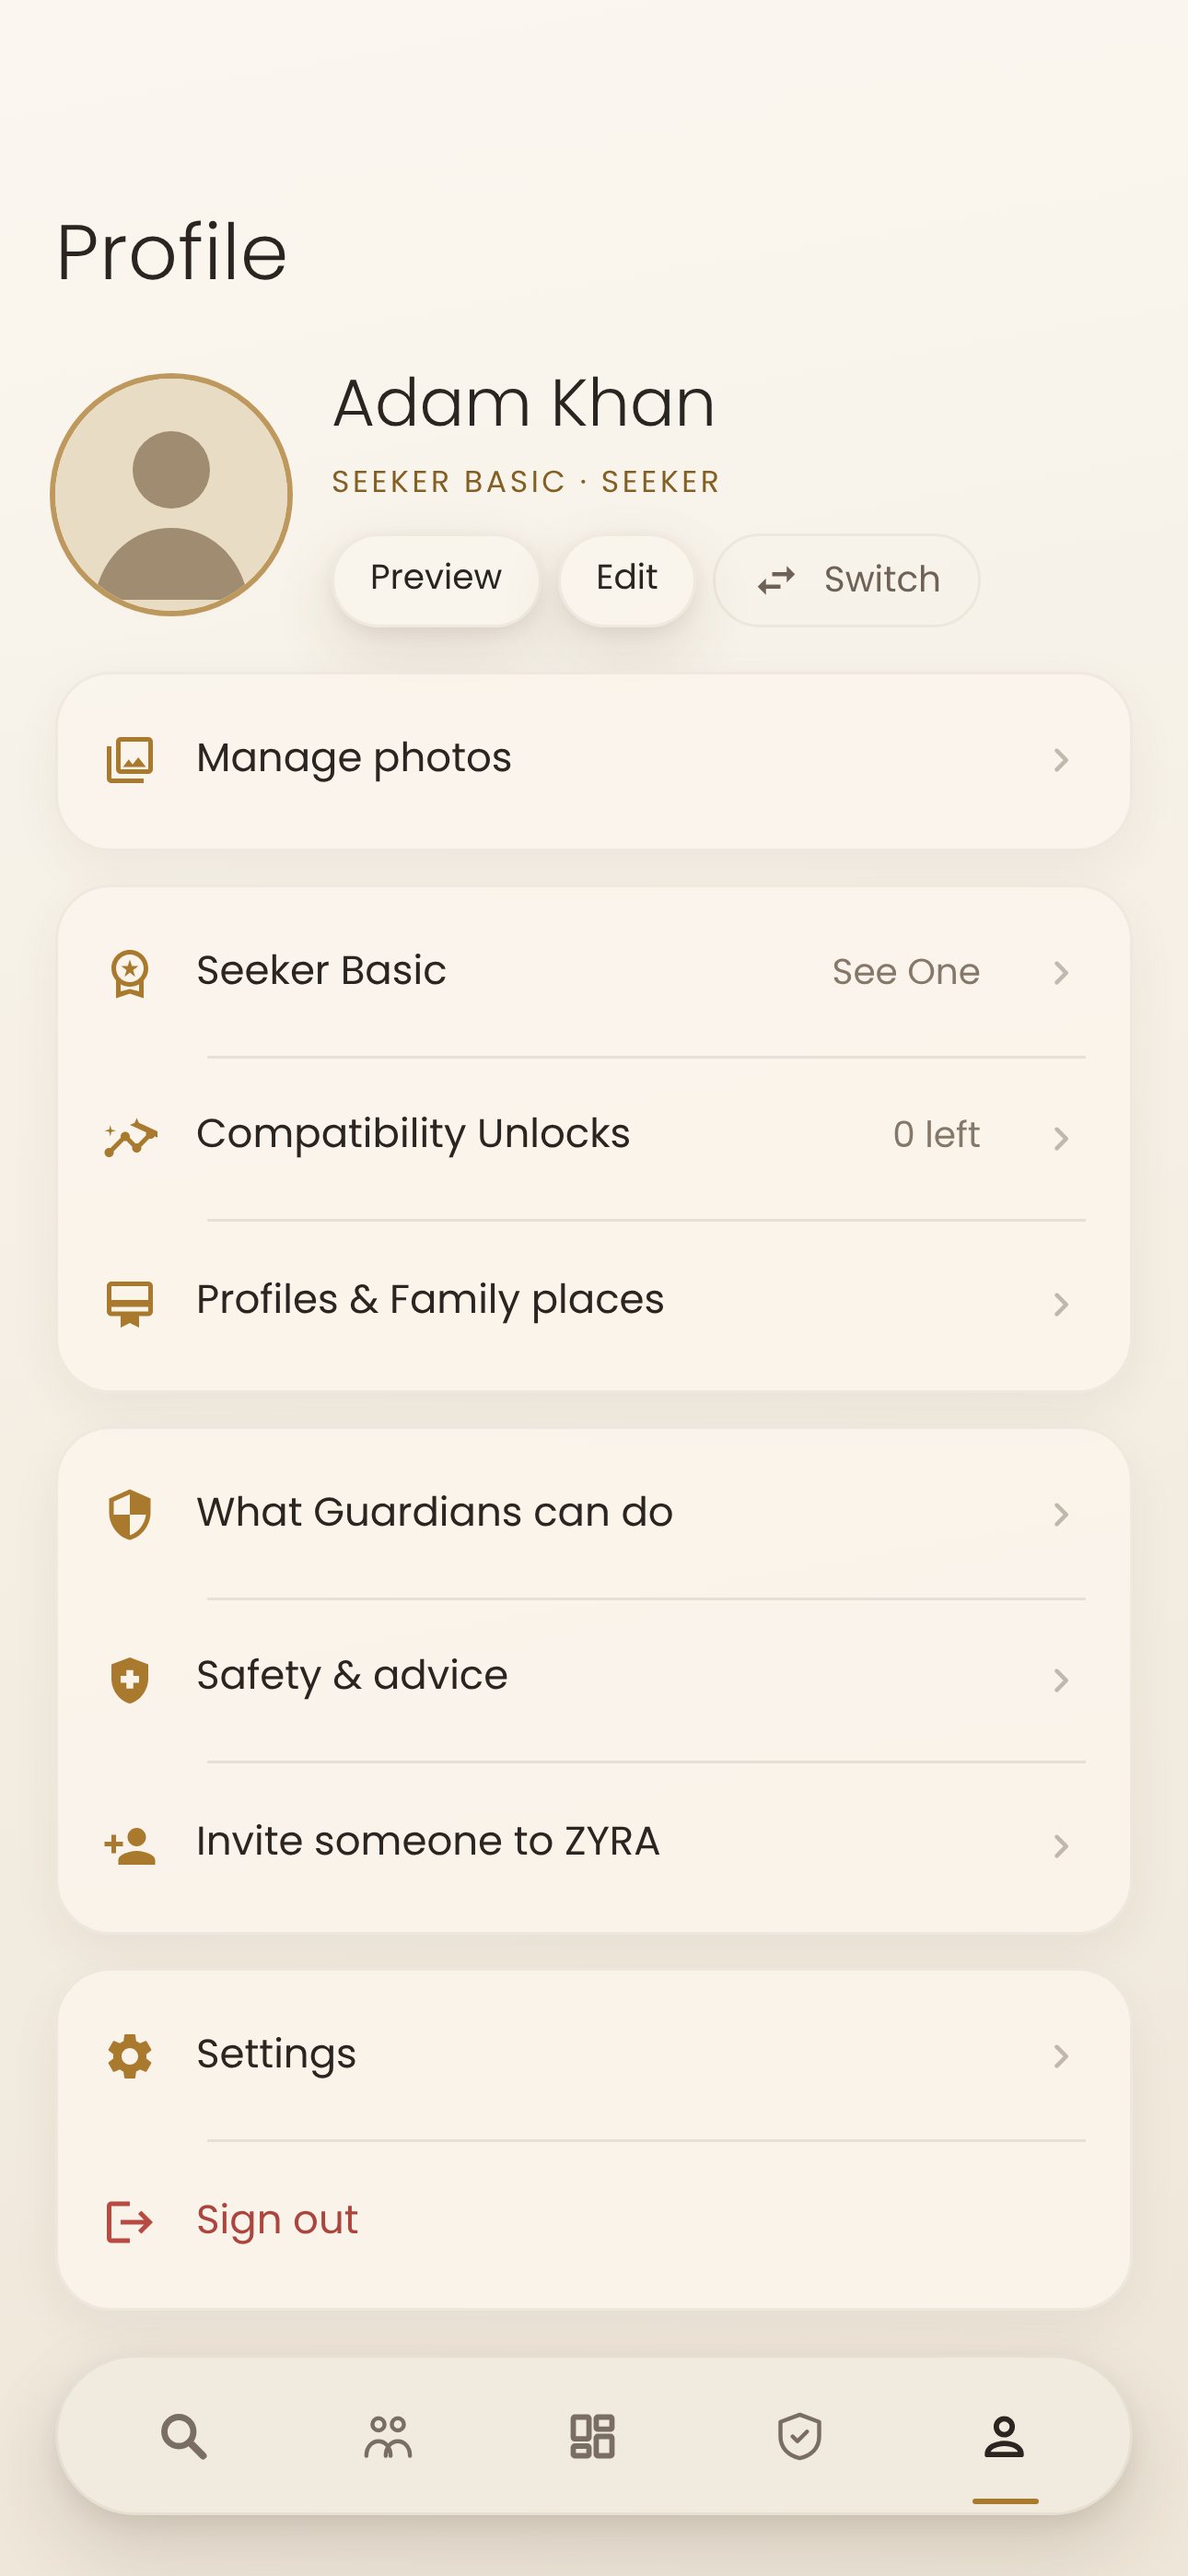 Profile
Adam Khan
SEEKER BASIC · SEEKER
Preview
Edit
Switch
Manage photos
Seeker Basic
See One
Compatibility Unlocks
0 left
Profiles & Family places
What Guardians can do
Safety & advice
Invite someone to ZYRA
Settings
Sign out